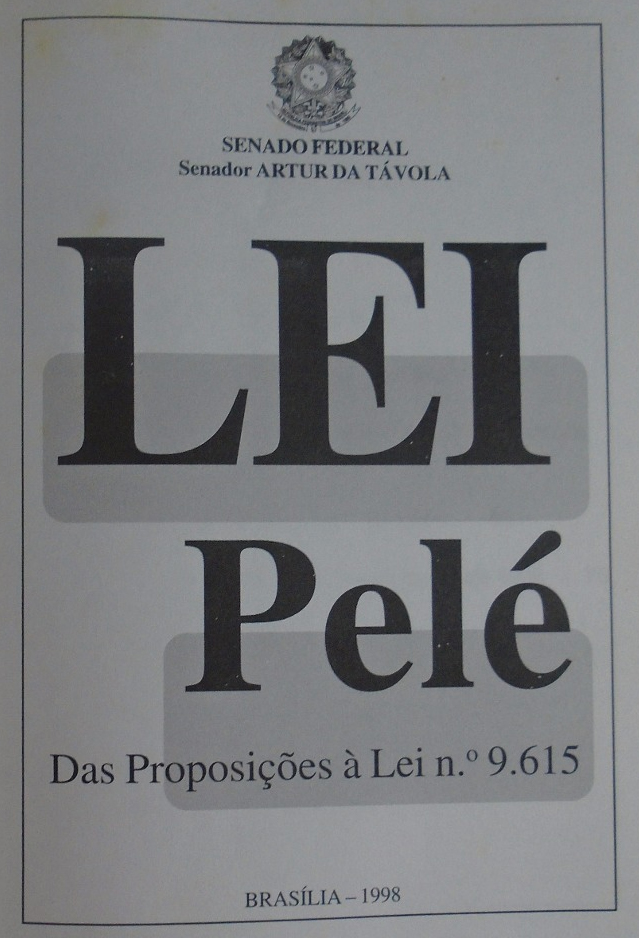 SENADO FEDERAL
Senador ARTUR DA TÁVOLA
LEI
Pelé
Das Proposições à Lei n.º 9.615
BRASÍLIA – 1998